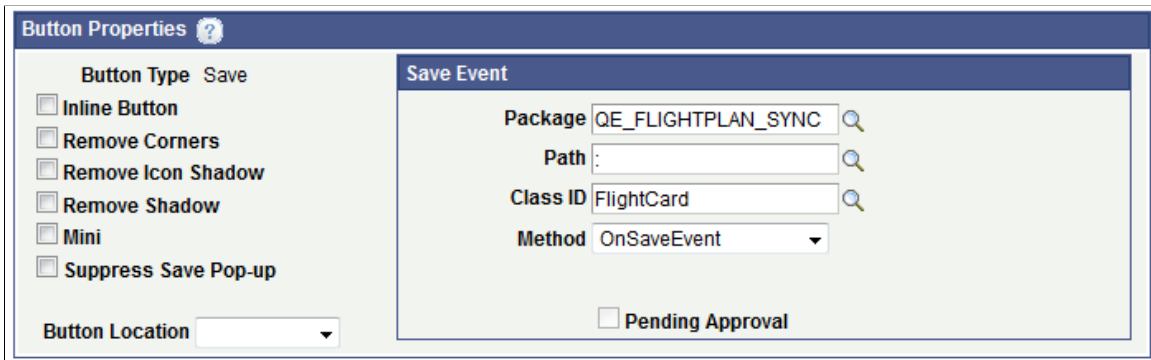 Button Properties ?
Button Type Save
Inline Button
Remove Corners
Remove Icon Shadow
Remove Shadow
Mini
Suppress Save Pop-up
Button Location
Save Event
Package QE_FLIGHTPLAN_SYNC
Path :
Class ID FlightCard
Method OnSaveEvent
Pending Approval